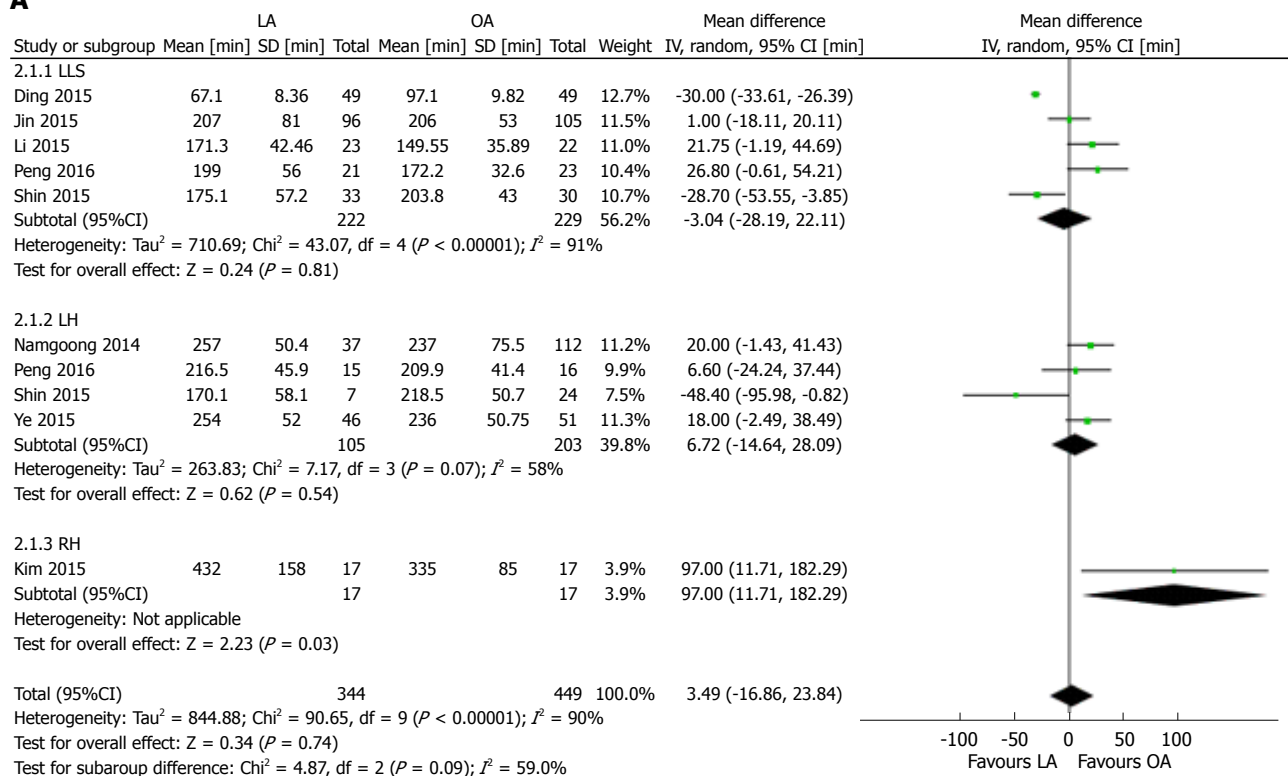 A
LA OA Mean difference Mean difference
Study or subgroup Mean [min] SD [min] Total Mean [min] SD [min] Total Weight IV, random, 95% CI [min] IV, random, 95% CI [min]
2.1.1 LLS
Ding 2015 67.1 8.36 49 97.1 9.82 49 12.7% -30.00 (-33.61, -26.39)
Jin 2015 207 81 96 206 53 105 11.5% 1.00 (-18.11, 20.11)
Li 2015 171.3 42.46 23 149.55 35.89 22 11.0% 21.75 (-1.19, 44.69)
Peng 2016 199 56 21 172.2 32.6 23 10.4% 26.80 (-0.61, 54.21)
Shin 2015 175.1 57.2 33 203.8 43 30 10.7% -28.70 (-53.55, -3.85)
Subtotal (95%CI) 222 229 56.2% -3.04 (-28.19, 22.11)
Heterogeneity: Tau² = 710.69; Chi² = 43.07, df = 4 (P < 0.00001); I² = 91%
Test for overall effect: Z = 0.24 (P = 0.81)
2.1.2 LH
Namgoong 2014 257 50.4 37 237 75.5 112 11.2% 20.00 (-1.43, 41.43)
Peng 2016 216.5 45.9 15 209.9 41.4 16 9.9% 6.60 (-24.24, 37.44)
Shin 2015 170.1 58.1 7 218.5 50.7 24 7.5% -48.40 (-95.98, -0.82)
Ye 2015 254 52 46 236 50.75 51 11.3% 18.00 (-2.49, 38.49)
Subtotal (95%CI) 105 203 39.8% 6.72 (-14.64, 28.09)
Heterogeneity: Tau² = 263.83; Chi² = 7.17, df = 3 (P = 0.07); I² = 58%
Test for overall effect: Z = 0.62 (P = 0.54)
2.1.3 RH
Kim 2015 432 158 17 335 85 17 3.9% 97.00 (11.71, 182.29)
Subtotal (95%CI) 17 17 3.9% 97.00 (11.71, 182.29)
Heterogeneity: Not applicable
Test for overall effect: Z = 2.23 (P = 0.03)
Total (95%CI) 344 449 100.0% 3.49 (-16.86, 23.84)
Heterogeneity: Tau² = 844.88; Chi² = 90.65, df = 9 (P < 0.00001); I² = 90%
Test for overall effect: Z = 0.34 (P = 0.74)
Test for subaroup difference: Chi² = 4.87, df = 2 (P = 0.09); I² = 59.0%
-100 -50 0 50 100
Favours LA Favours OA